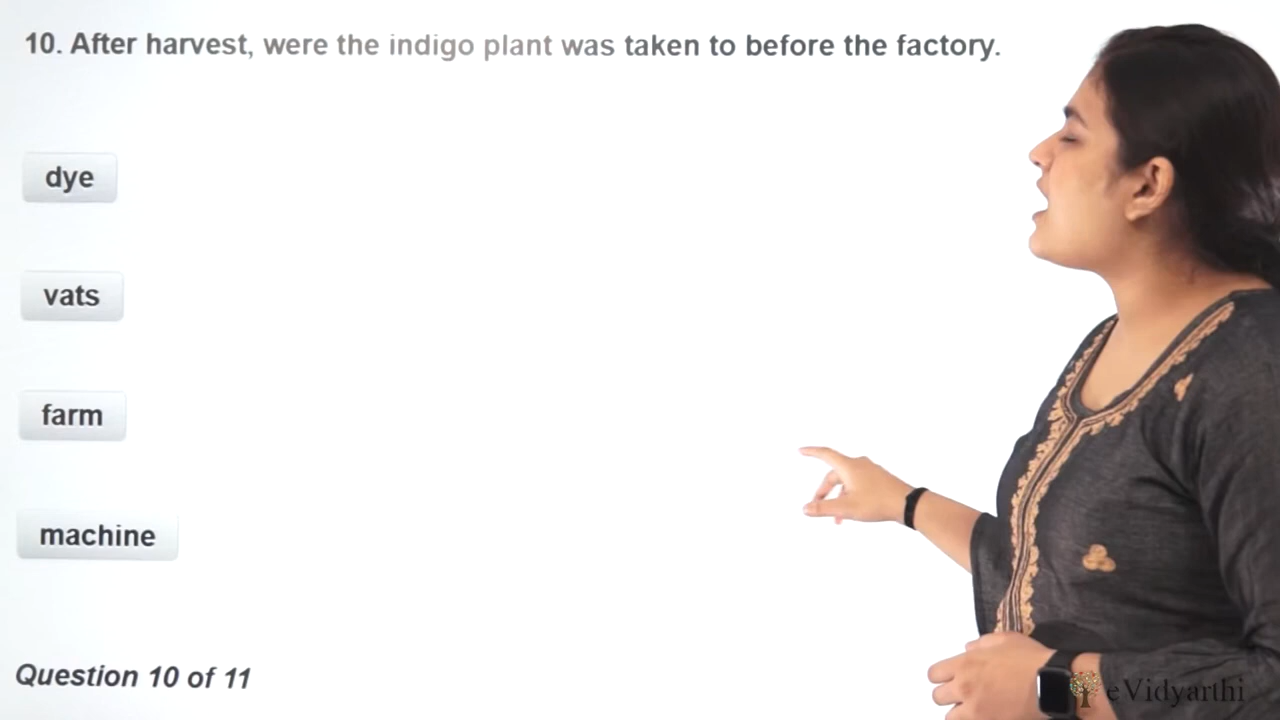 10. After harvest, were the indigo plant was taken to before the factory.
dye
vats
farm
machine
Question 10 of 11
eVidyarthi